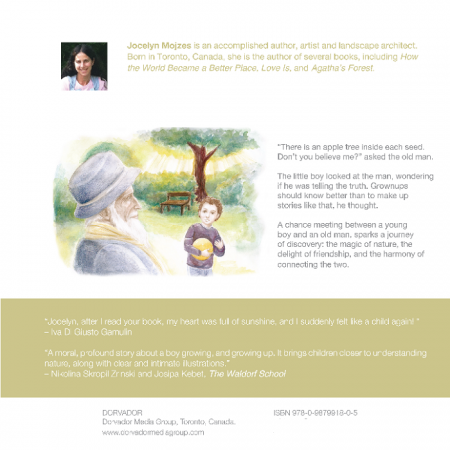 Jocelyn Mojzes is an accomplished author, artist and landscape architect.
Born in Toronto, Canada, she is the author of several books, including How
the World Became a Better Place, Love Is, and Agatha's Forest.
"There is an apple tree inside each seed.
Don't you believe me?" asked the old man.
The little boy looked at the man, wondering
if he was telling the truth. Grownups
should know better than to make up
stories like that, he thought.
A chance meeting between a young
boy and an old man, sparks a journey
of discovery: the magic of nature, the
delight of friendship, and the harmony of
connecting the two.
"Jocelyn, after I read your book, my heart was full of sunshine, and I suddenly felt like a child again! "
– Iva D. Giusto Gamulin
"A moral, profound story about a boy growing, and growing up. It brings children closer to understanding
nature, along with clear and intimate illustrations."
– Nikolina Skropil Zrnski and Josipa Kebet, The Waldorf School
DORVADOR
Dorvador Media Group, Toronto, Canada.
www.dorvadormediagroup.com
ISBN 978-0-9879918-0-5